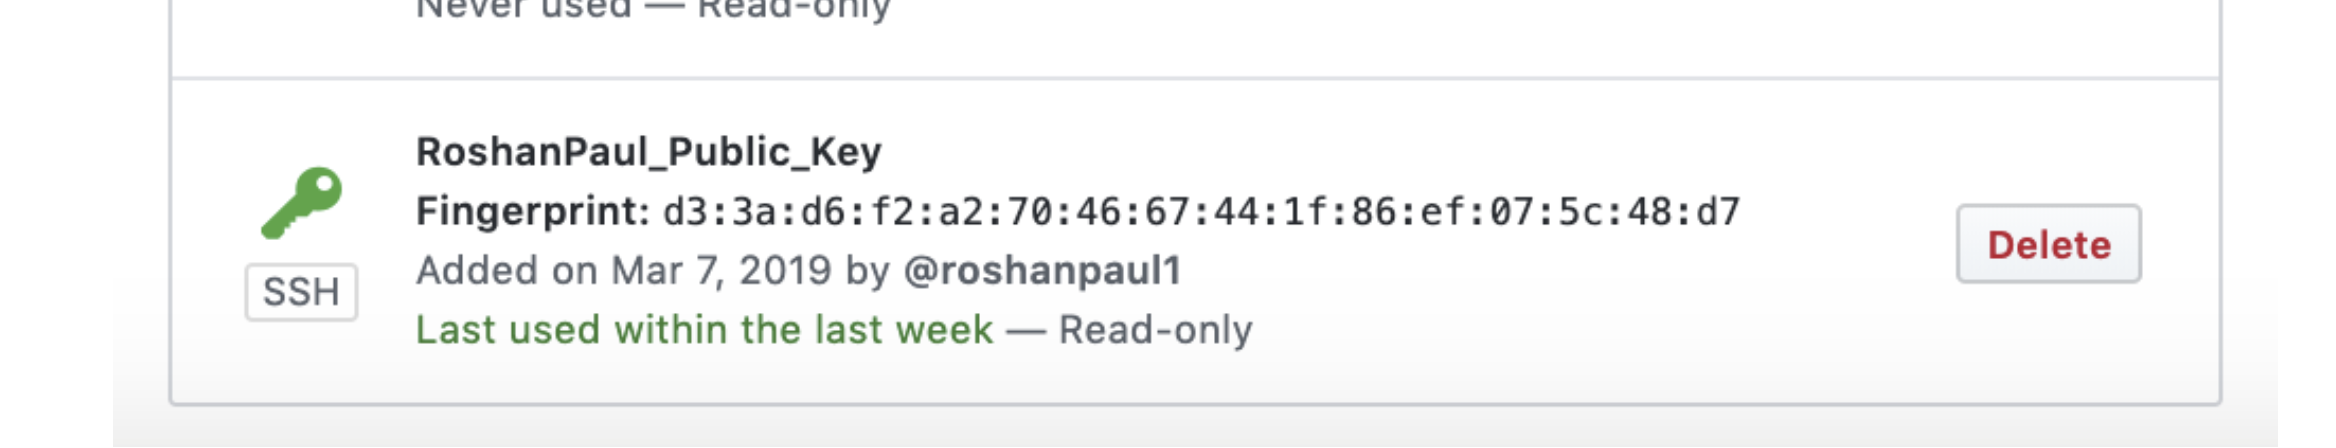 Never used — Read-only
RoshanPaul_Public_Key
Fingerprint: d3:3a:d6:f2:a2:70:46:67:44:1f:86:ef:07:5c:48:d7
Added on Mar 7, 2019 by @roshanpaul1
SSH
Last used within the last week — Read-only
Delete